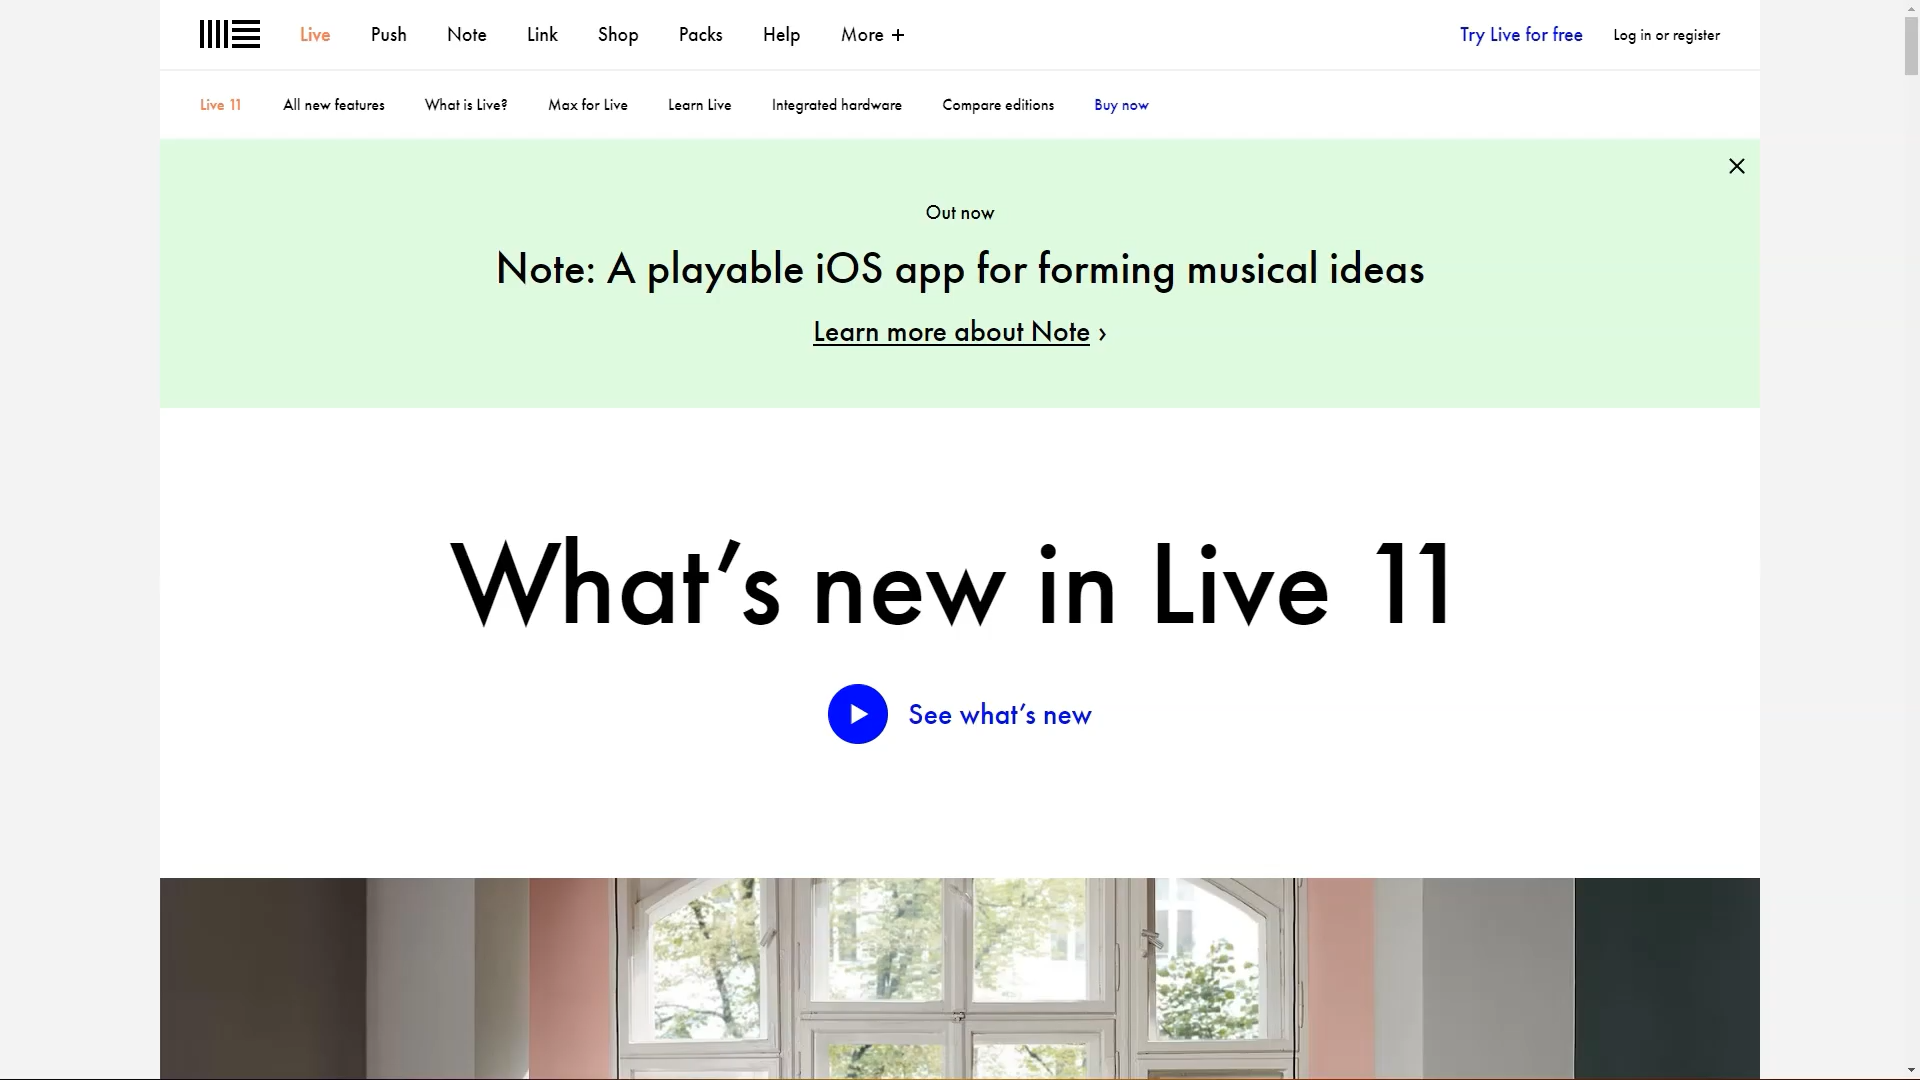 Live Push Note Link Shop Packs Help More + Try Live for free Log in or register
Live 11 All new features What is Live? Max for Live Learn Live Integrated hardware Compare editions Buy now
Out now
Note: A playable iOS app for forming musical ideas
Learn more about Note ›
What’s new in Live 11
See what’s new